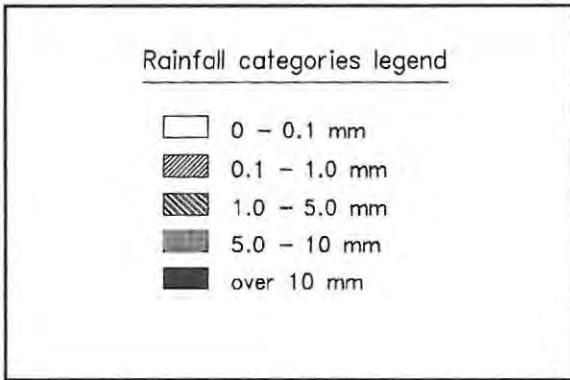 Rainfall categories legend
0 - 0.1 mm
0.1 - 1.0 mm
1.0 - 5.0 mm
5.0 - 10 mm
over 10 mm